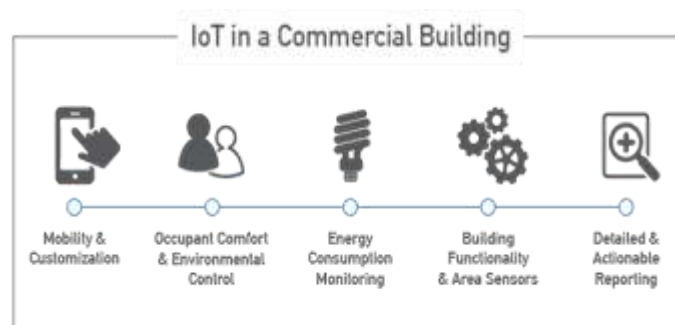 IoT in a Commercial Building
Mobility &
Customization
Occupant Comfort
& Environmental
Control
Energy
Consumption
Monitoring
Building
Functionality
& Area Sensors
Detailed &
Actionable
Reporting